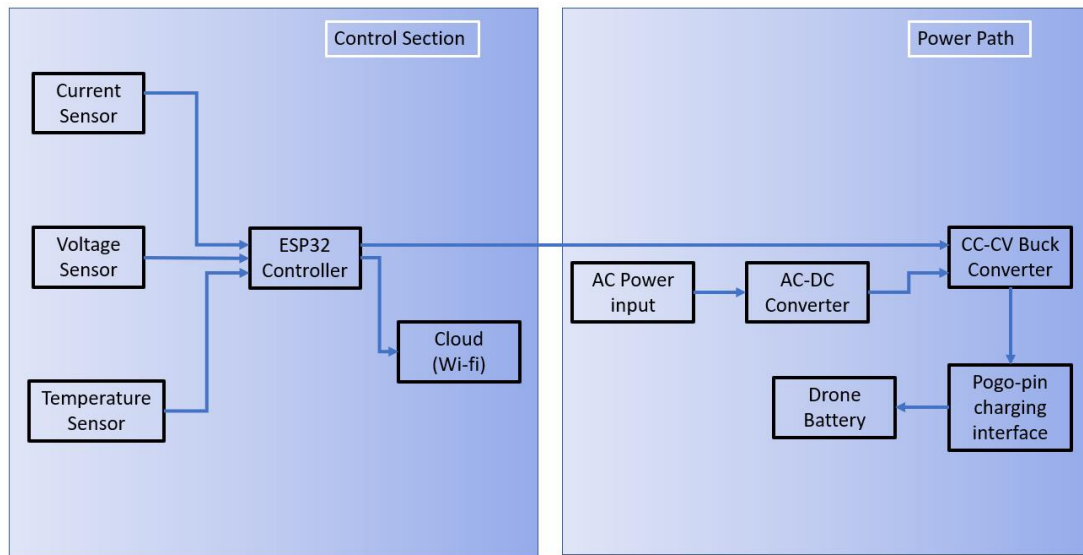 Control Section
Current
Sensor
Voltage
Sensor
Temperature
Sensor
ESP32
Controller
Cloud
(Wi-fi)
Power Path
AC Power
input
AC-DC
Converter
CC-CV Buck
Converter
Pogo-pin
charging
interface
Drone
Battery